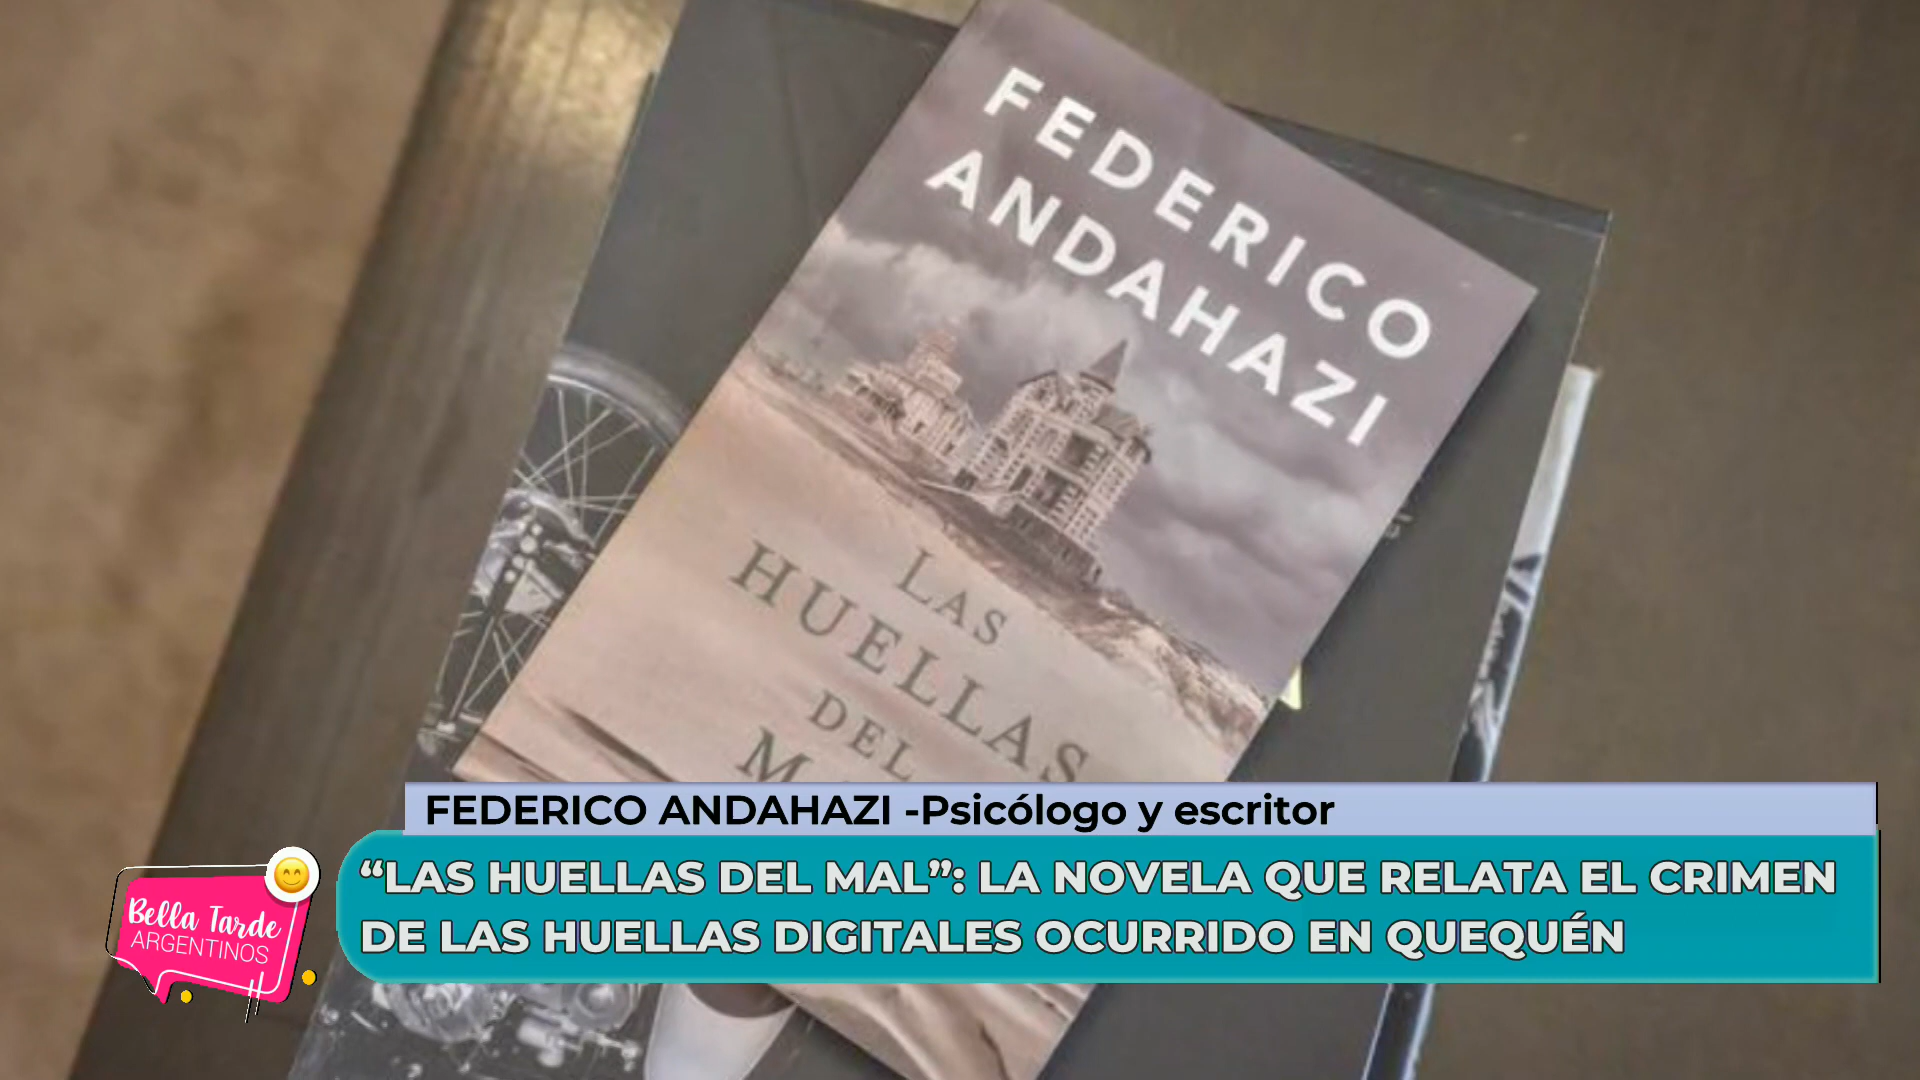 FEDERICO
ANDAHAZI
LAS
HUELLAS
DEL
FEDERICO ANDAHAZI -Psicólogo y escritor
“LAS HUELLAS DEL MAL”: LA NOVELA QUE RELATA EL CRIMEN
DE LAS HUELLAS DIGITALES OCURRIDO EN QUEQUÉN
Bella Tarde
ARGENTINOS